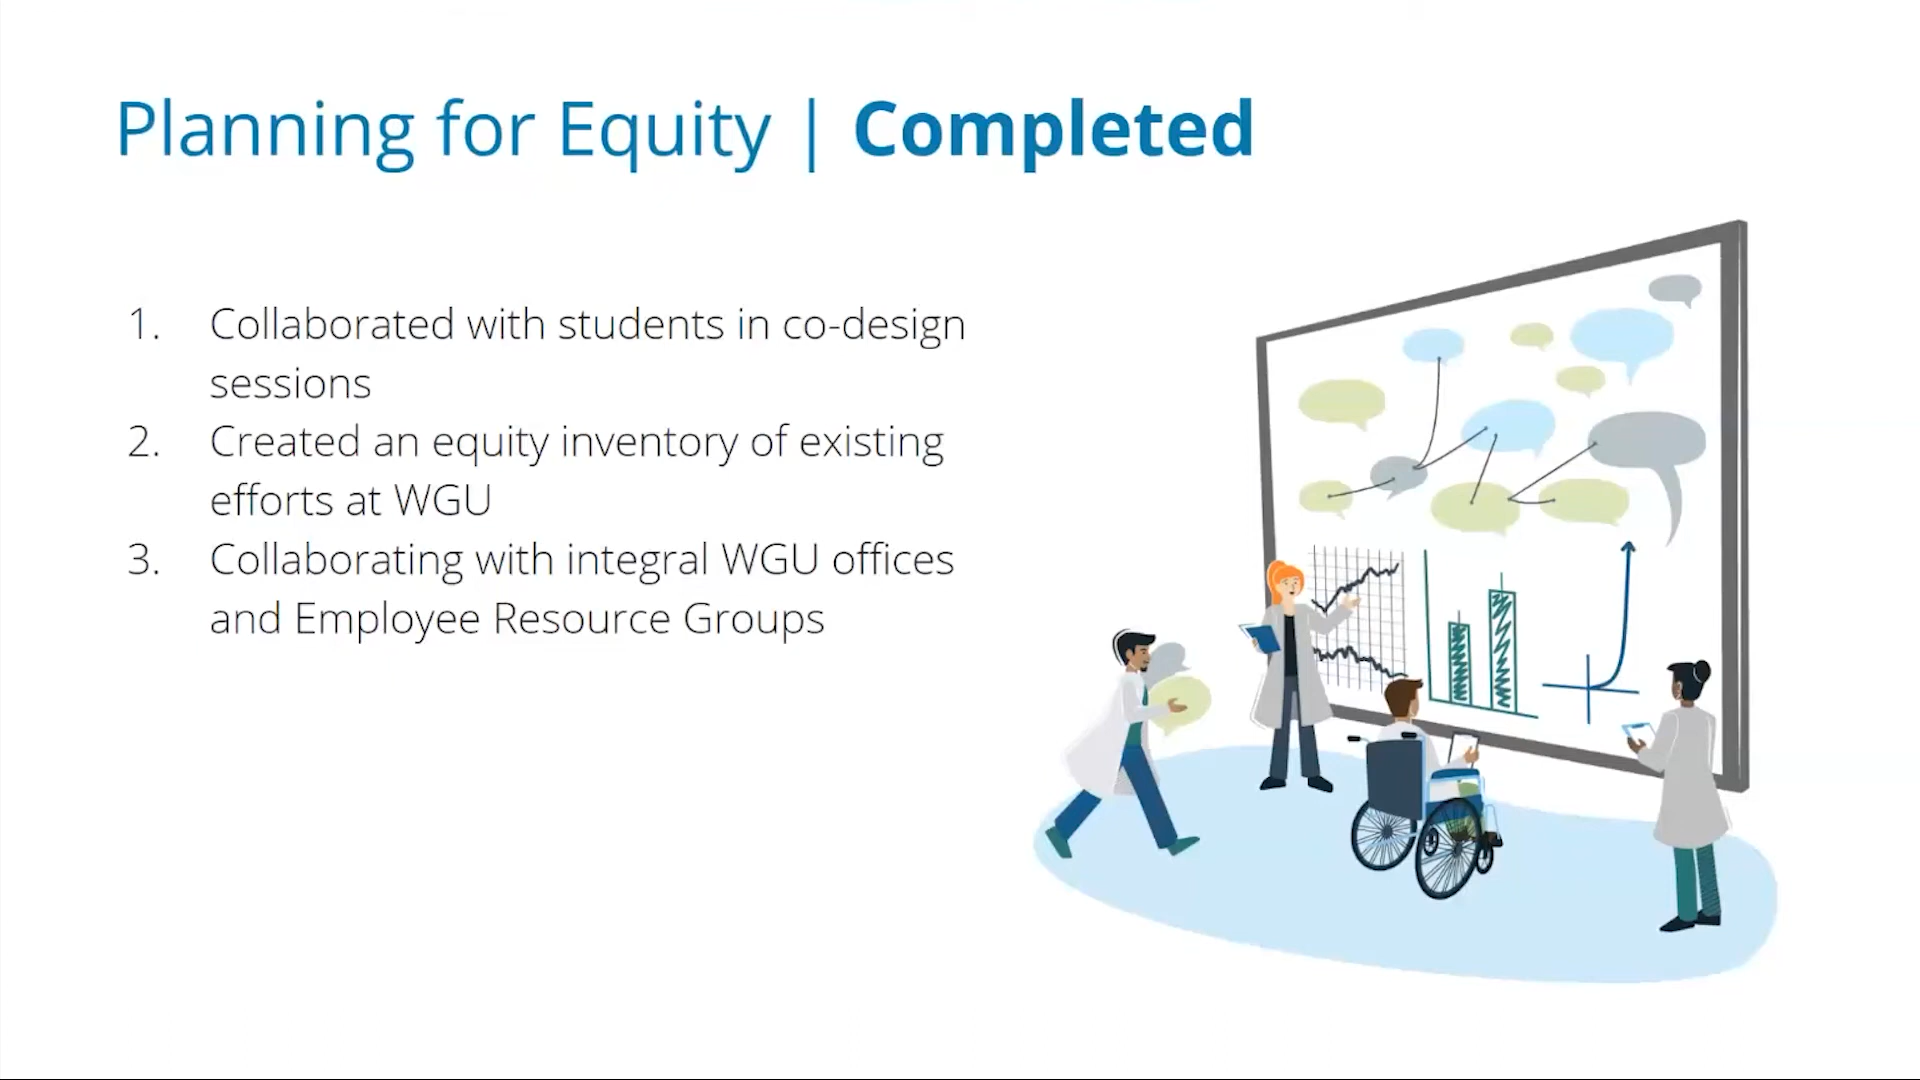 Planning for Equity | Completed
1. Collaborated with students in co-design
sessions
2. Created an equity inventory of existing
efforts at WGU
3. Collaborating with integral WGU offices
and Employee Resource Groups